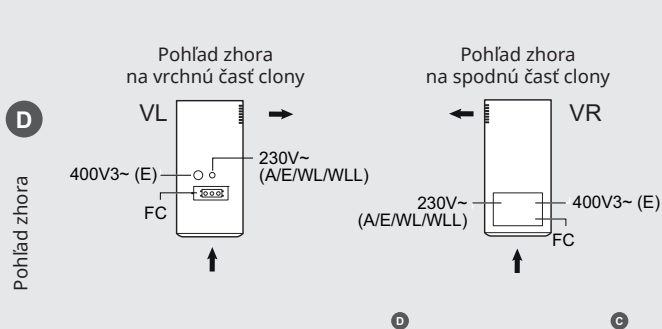 Pohľad zhora
na vrchnú časť clony
Pohľad zhora
na spodnú časť clony
D
Pohľad zhora
VL
400V3~ (E)
230V~
(A/E/WL/WLL)
FC
VR
230V~
(A/E/WL/WLL)
400V3~ (E)
FC
D
C